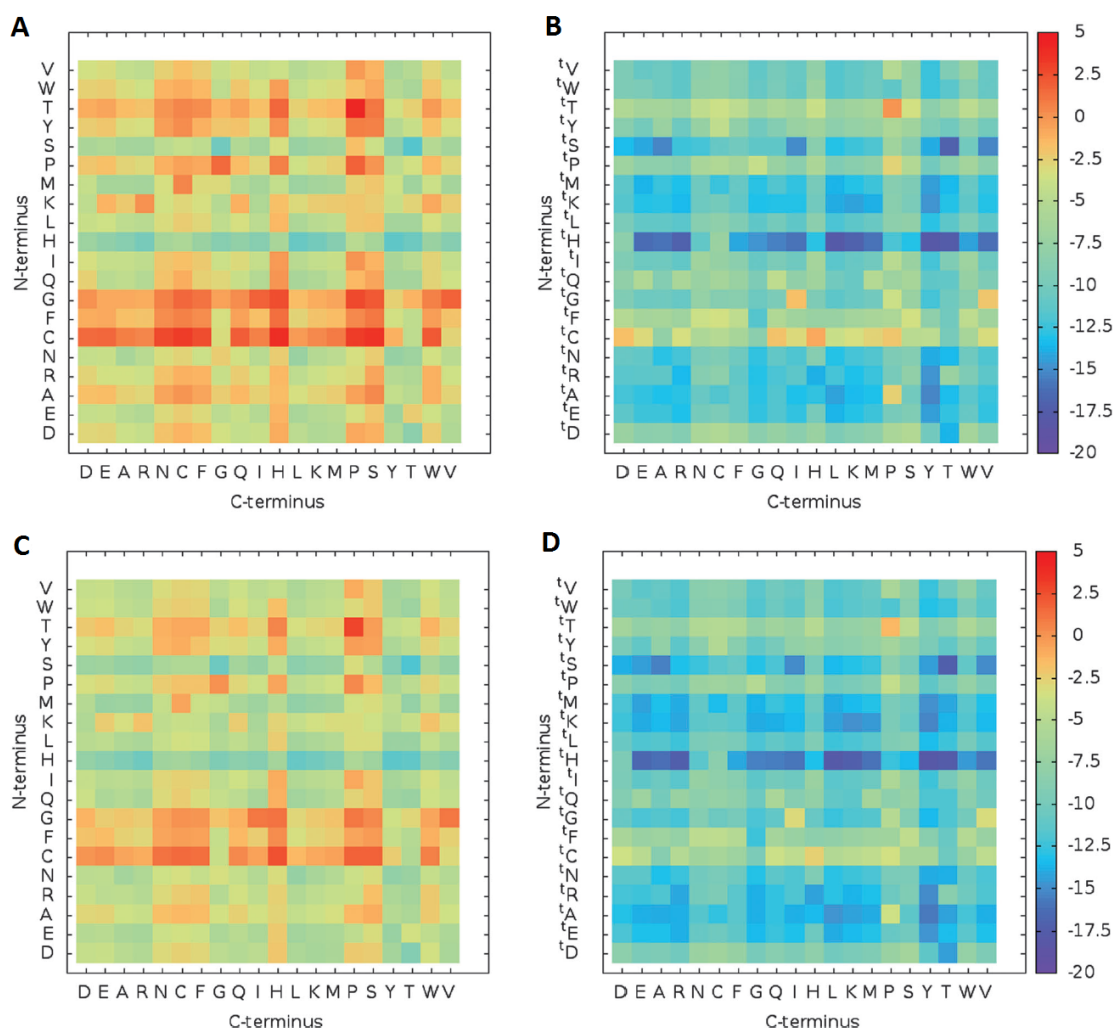 A
B
V
W
T
Y
S
P
M
K
L
H
I
Q
G
F
C
N
R
A
E
D
N-terminus
D E A R N C F G Q I H L K M P S Y T W V
C-terminus
tV
tW
tT
tY
tS
tP
tM
tK
tL
tH
tI
tQ
tG
tF
tC
tN
tR
tA
tE
tD
N-terminus
D E A R N C F G Q I H L K M P S Y T W V
C-terminus
5
2.5
0
-2.5
-5
-7.5
-10
-12.5
-15
-17.5
-20
C
D
V
W
T
Y
S
P
M
K
L
H
I
Q
G
F
C
N
R
A
E
D
N-terminus
D E A R N C F G Q I H L K M P S Y T W V
C-terminus
tV
tW
tT
tY
tS
tP
tM
tK
tL
tH
tI
tQ
tG
tF
tC
tN
tR
tA
tE
tD
N-terminus
D E A R N C F G Q I H L K M P S Y T W V
C-terminus
5
2.5
0
-2.5
-5
-7.5
-10
-12.5
-15
-17.5
-20